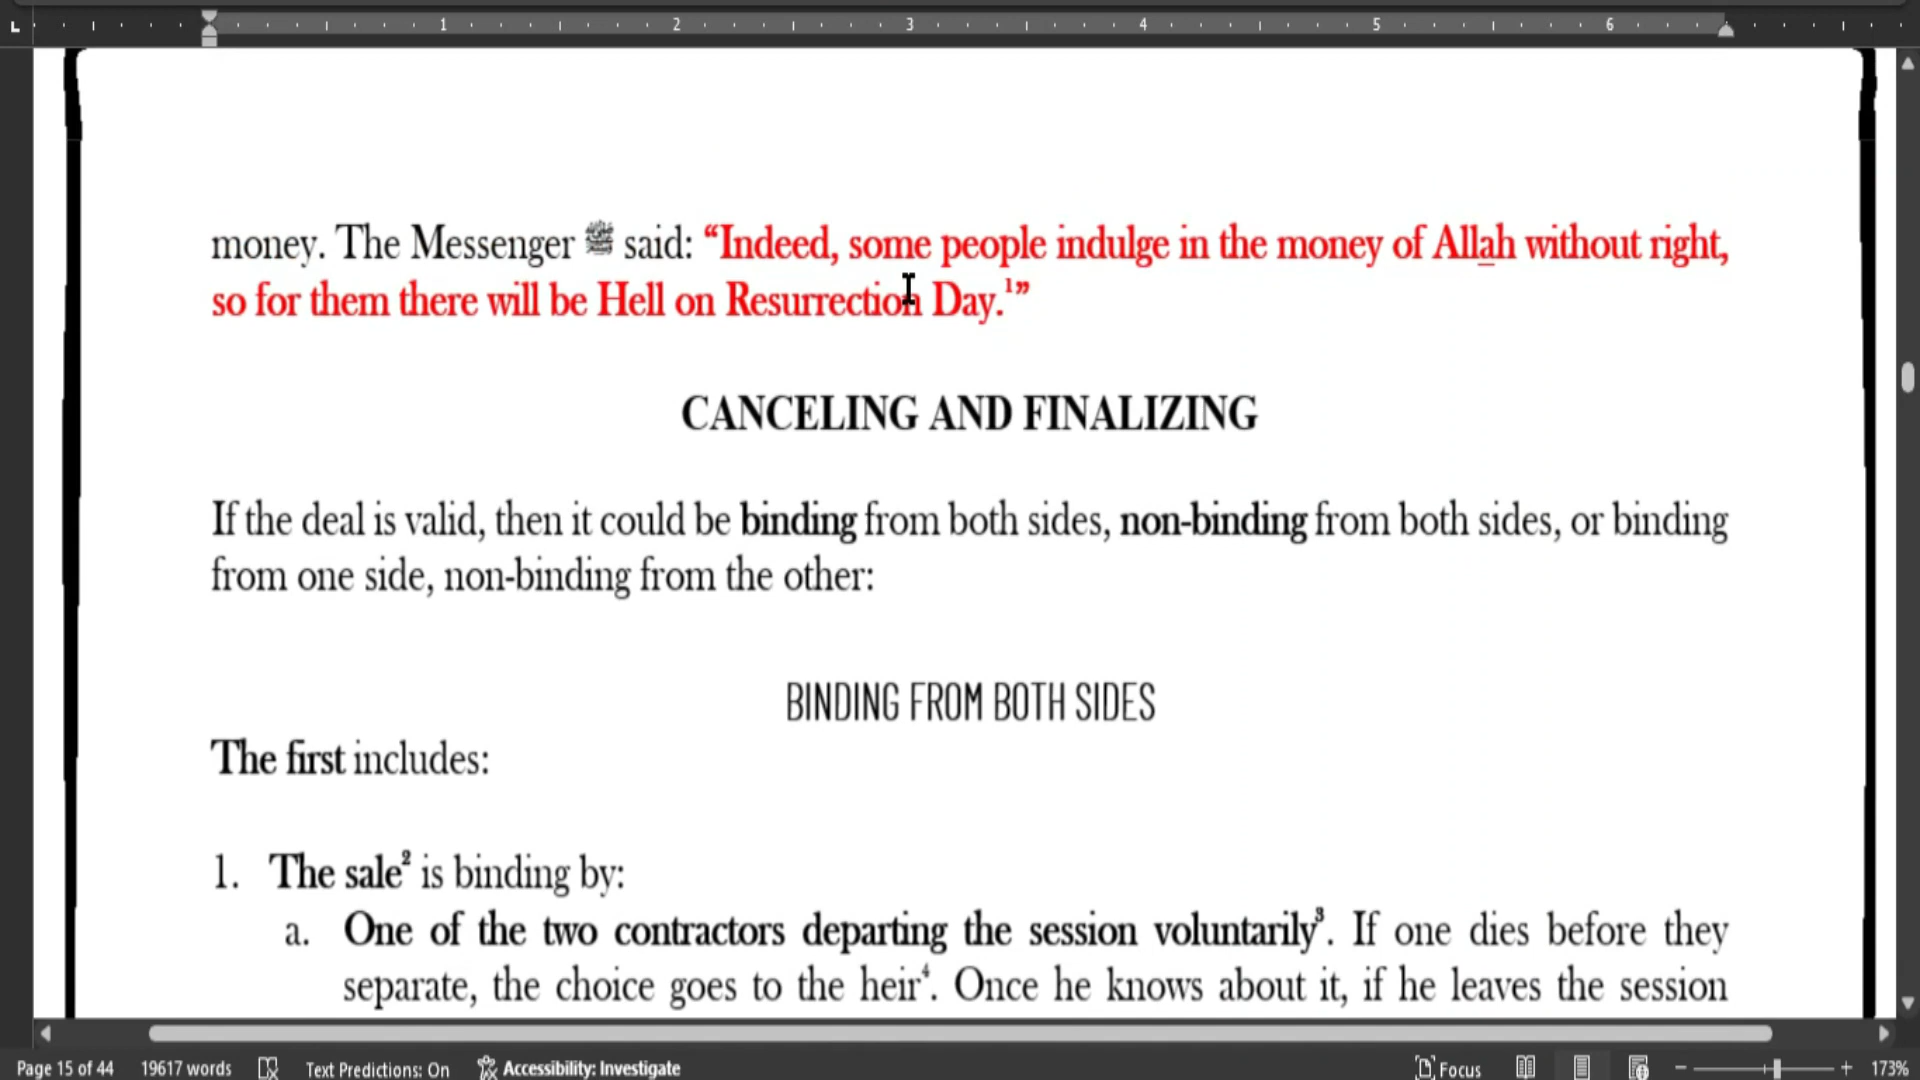 L 1 2 3 4 5 6
money. The Messenger ﷺ said: “Indeed, some people indulge in the money of Allah without right,
so for them there will be Hell on Resurrection Day.¹”
CANCELING AND FINALIZING
If the deal is valid, then it could be binding from both sides, non-binding from both sides, or binding
from one side, non-binding from the other:
BINDING FROM BOTH SIDES
The first includes:
1. The sale² is binding by:
a. One of the two contractors departing the session voluntarily³. If one dies before they
separate, the choice goes to the heir⁴. Once he knows about it, if he leaves the session
Page 15 of 44 19617 words Text Predictions: On Accessibility: Investigate Focus 173%